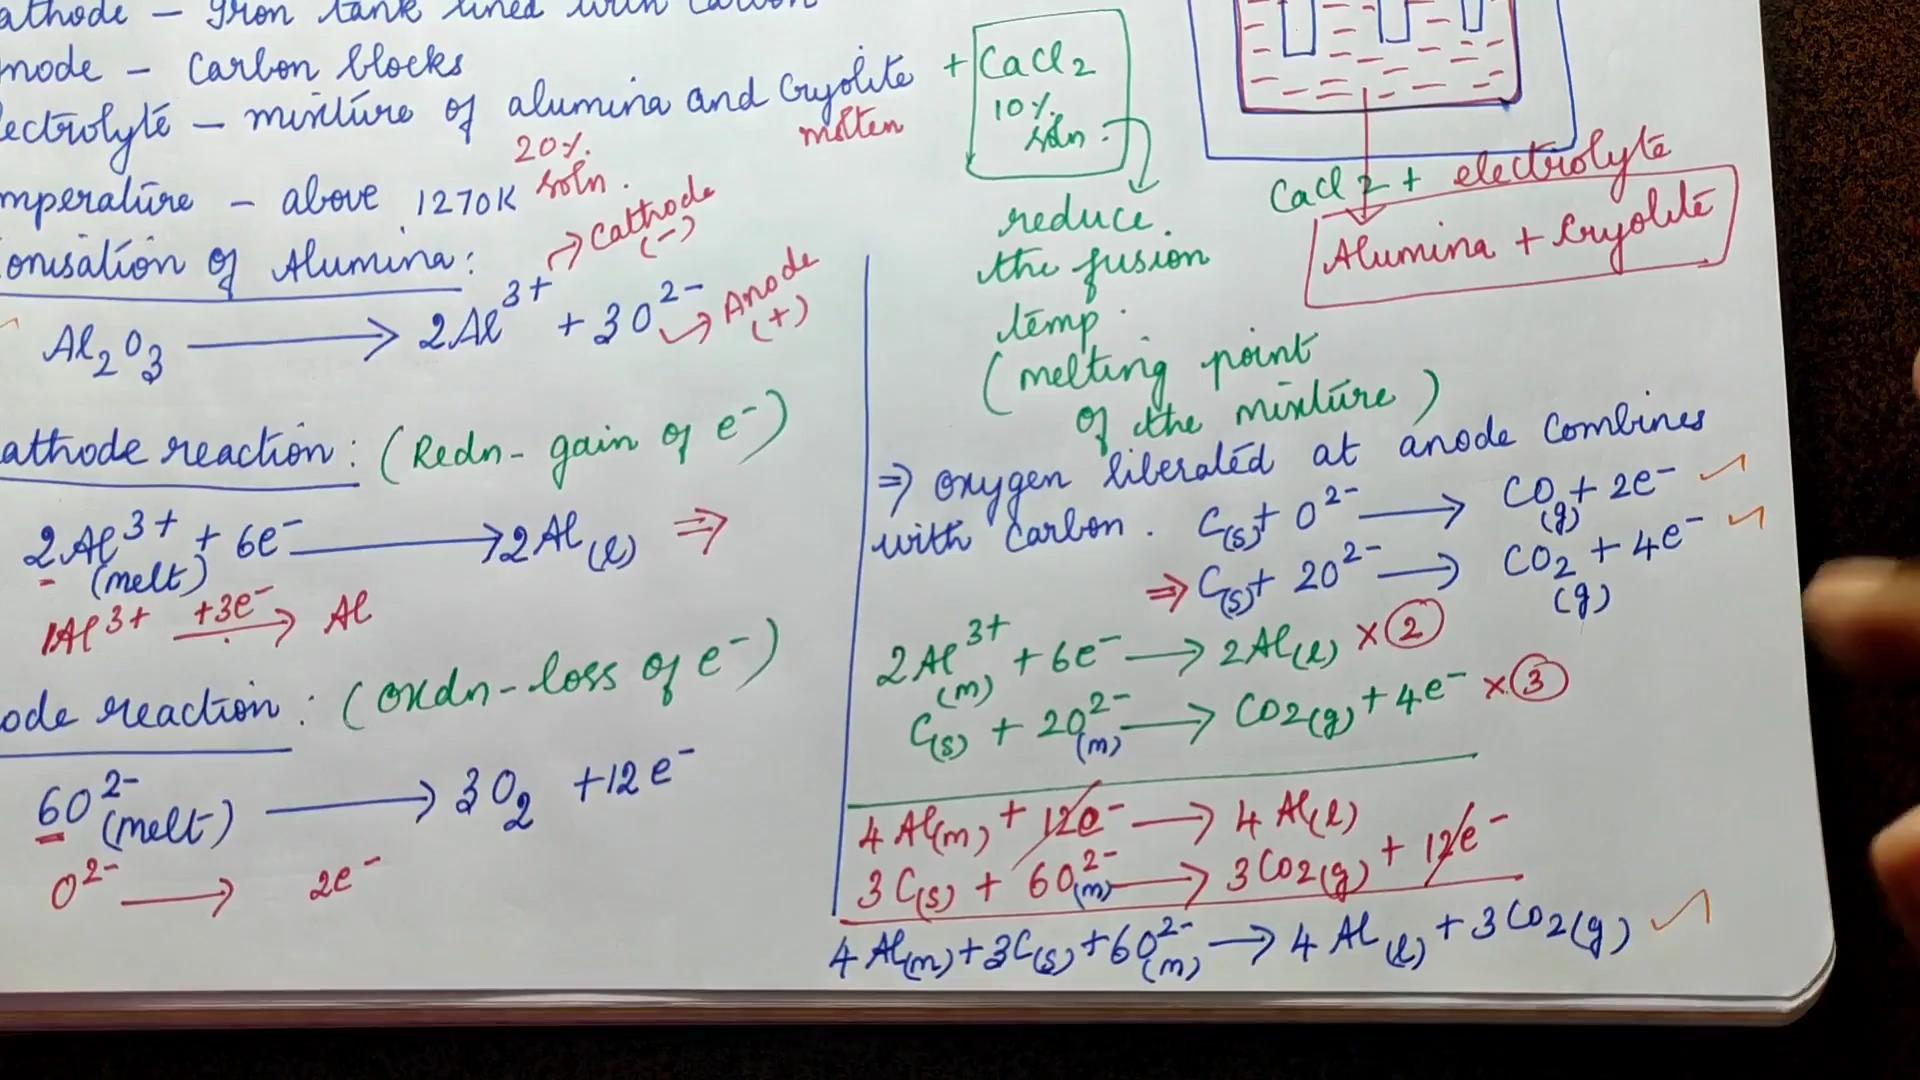 athode – Iron tank lined with carbon
node – Carbon blocks
lectrolyte – mixture of alumina and Cryolite + CaCl2
20% soln. molten 10% soln.
mperature – above 1270K
onisation of Alumina:
Al2O3 ⟶ 2Al3+ + 3O2-
→ Cathode (-)
→ Anode (+)
athode reaction: (Redn- gain of e-)
2Al3+ (melt) + 6e- ⟶ 2Al(l) ⇒
1Al3+ +3e- ⟶ Al
ode reaction: (Oxdn-loss of e-)
6O2- (melt) ⟶ 3O2 +12e-
O2- ⟶ 2e-
reduce.
the fusion
temp.
(melting point
of the mixture)
CaCl2 + electrolyte
Alumina + Cryolite
⇒ oxygen liberated at anode combines
with carbon. C(s) + O2- ⟶ CO(g) + 2e-
⇒ C(s) + 2O2- ⟶ CO2(g) + 4e-
2Al3+(m) + 6e- ⟶ 2Al(l) ×2
C(s) + 2O2-(m) ⟶ CO2(g) + 4e- ×3
4Al(m) + 12e- ⟶ 4Al(l)
3C(s) + 6O2-(m) ⟶ 3CO2(g) + 12e-
4Al(m)+3C(s)+6O2-(m) ⟶ 4Al(l)+3CO2(g)